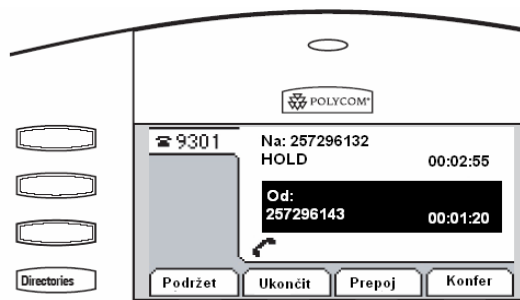 POLYCOM®
☎ 9301
Na: 257296132
HOLD 00:02:55
Od:
257296143 00:01:20
Directories
Podržet Ukončit Prepoj Konfer